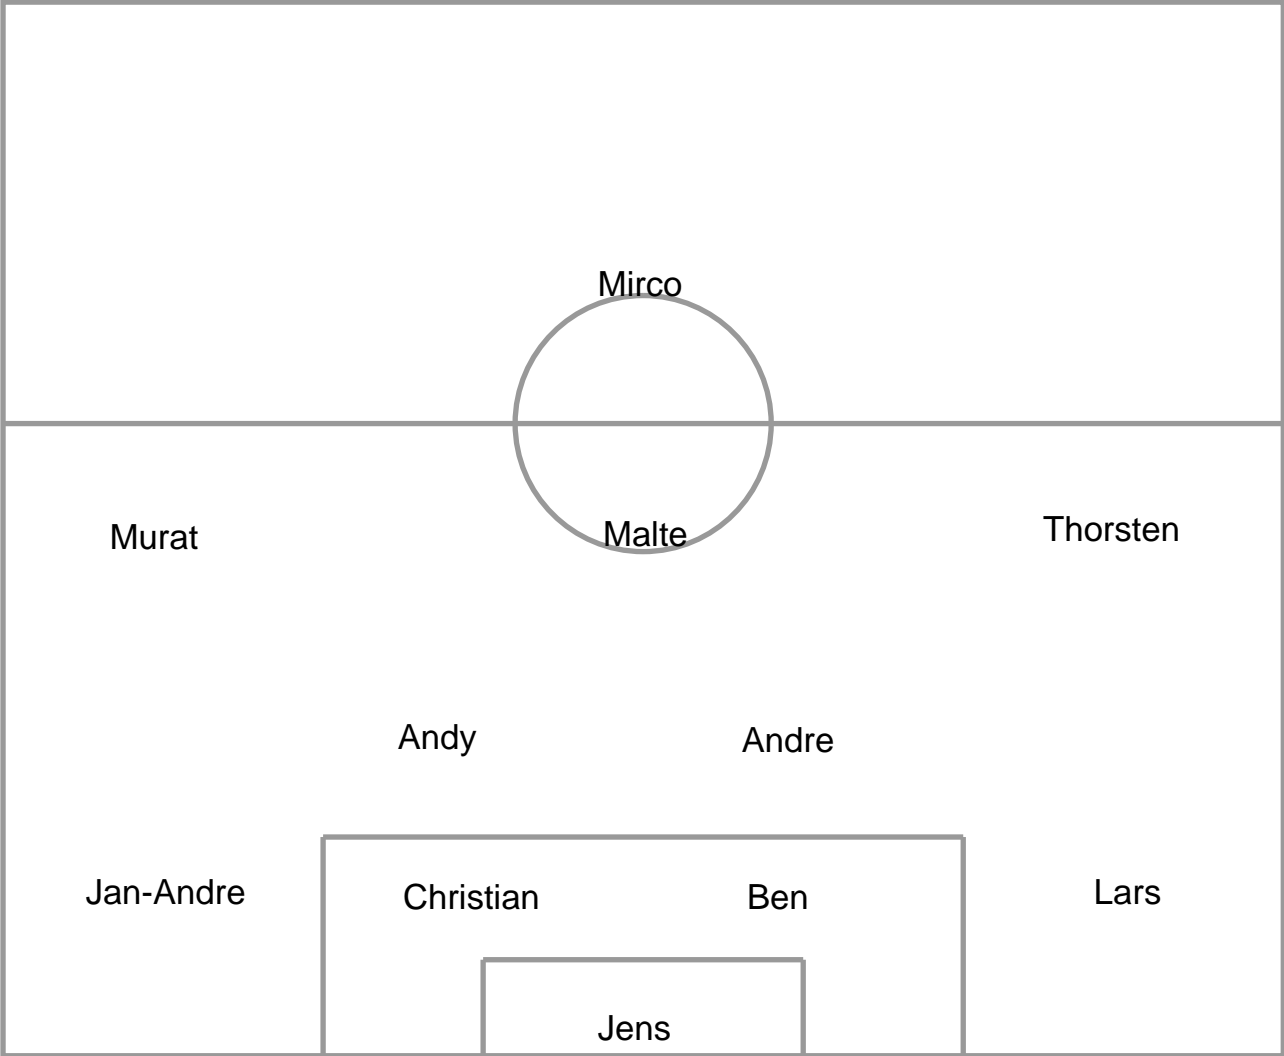 Mirco
Murat
Malte
Thorsten
Andy
Andre
Jan-Andre
Christian
Ben
Lars
Jens